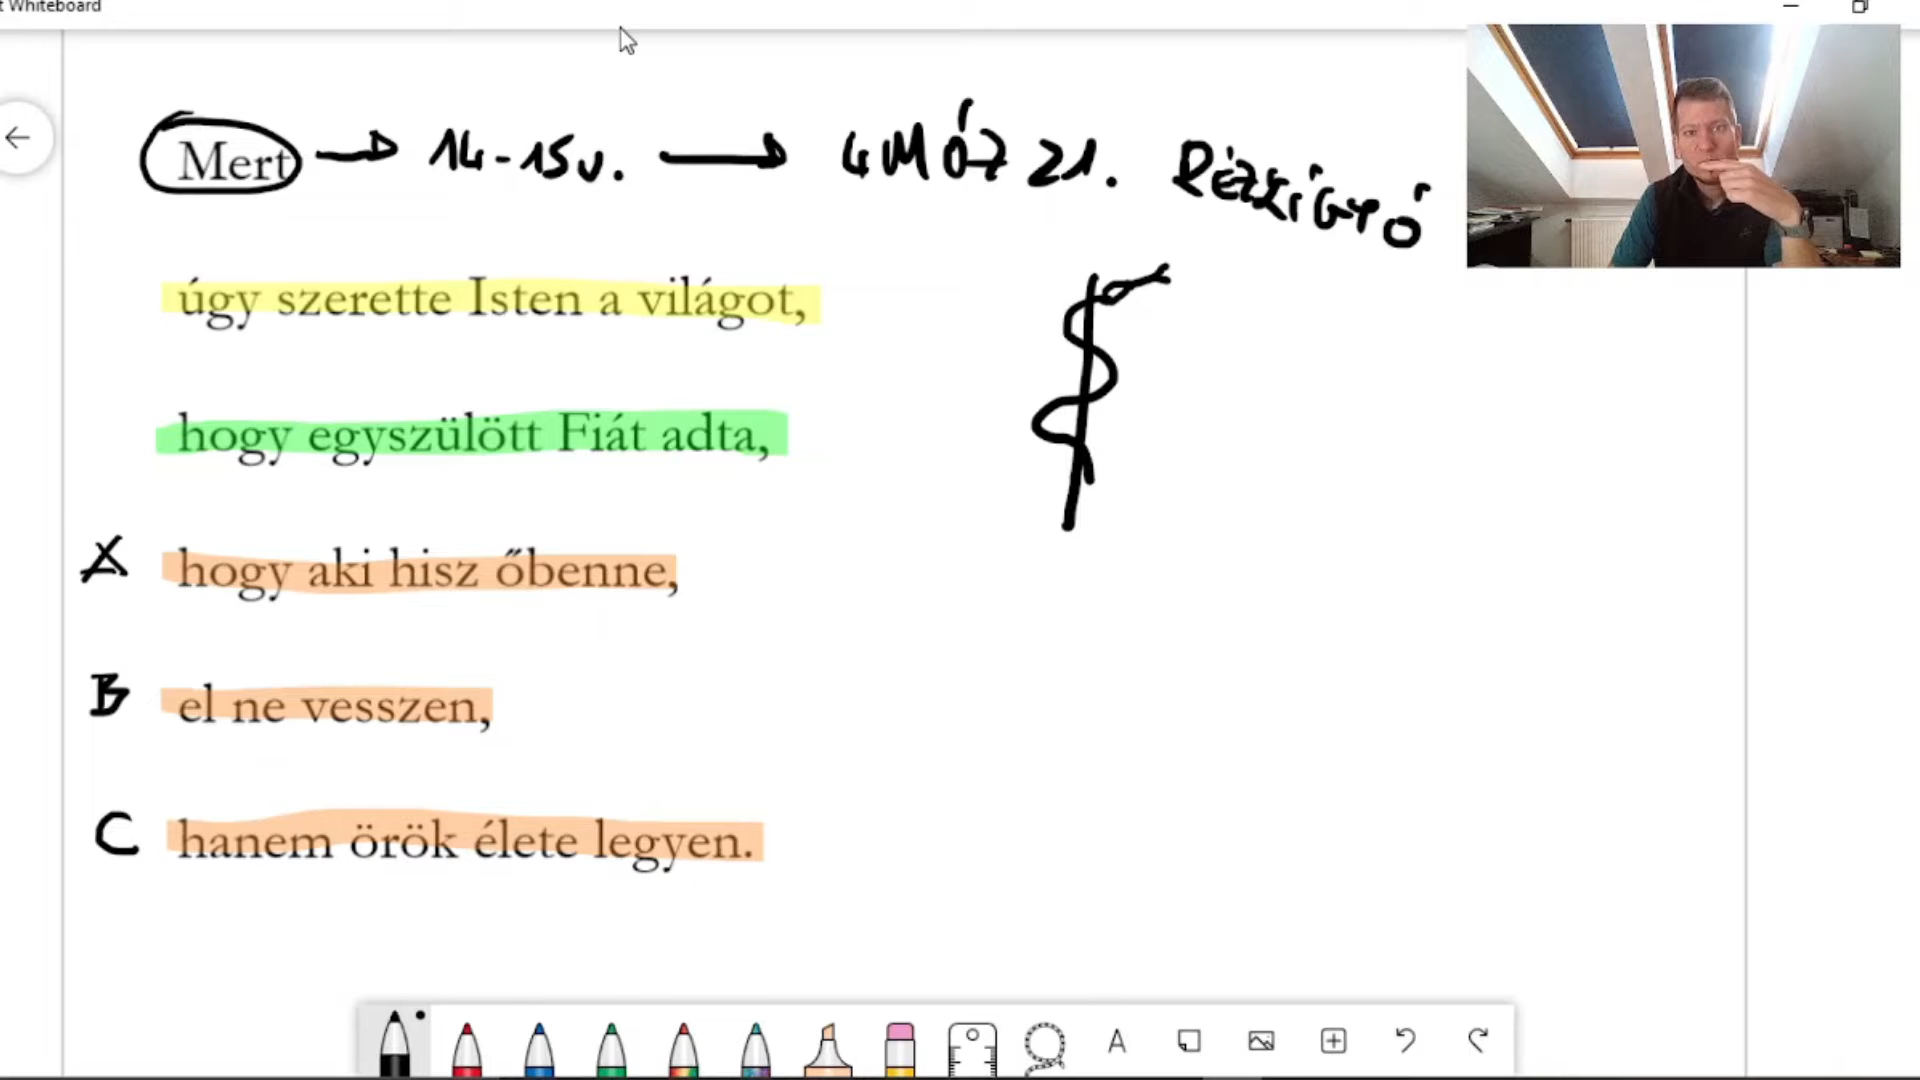 t Whiteboard
Mert → 14-15v. → 4MÓZ 21. RÉZKÍGYÓ
úgy szerette Isten a világot,
hogy egyszülött Fiát adta,
A hogy aki hisz őbenne,
B el ne vesszen,
C hanem örök élete legyen.
A